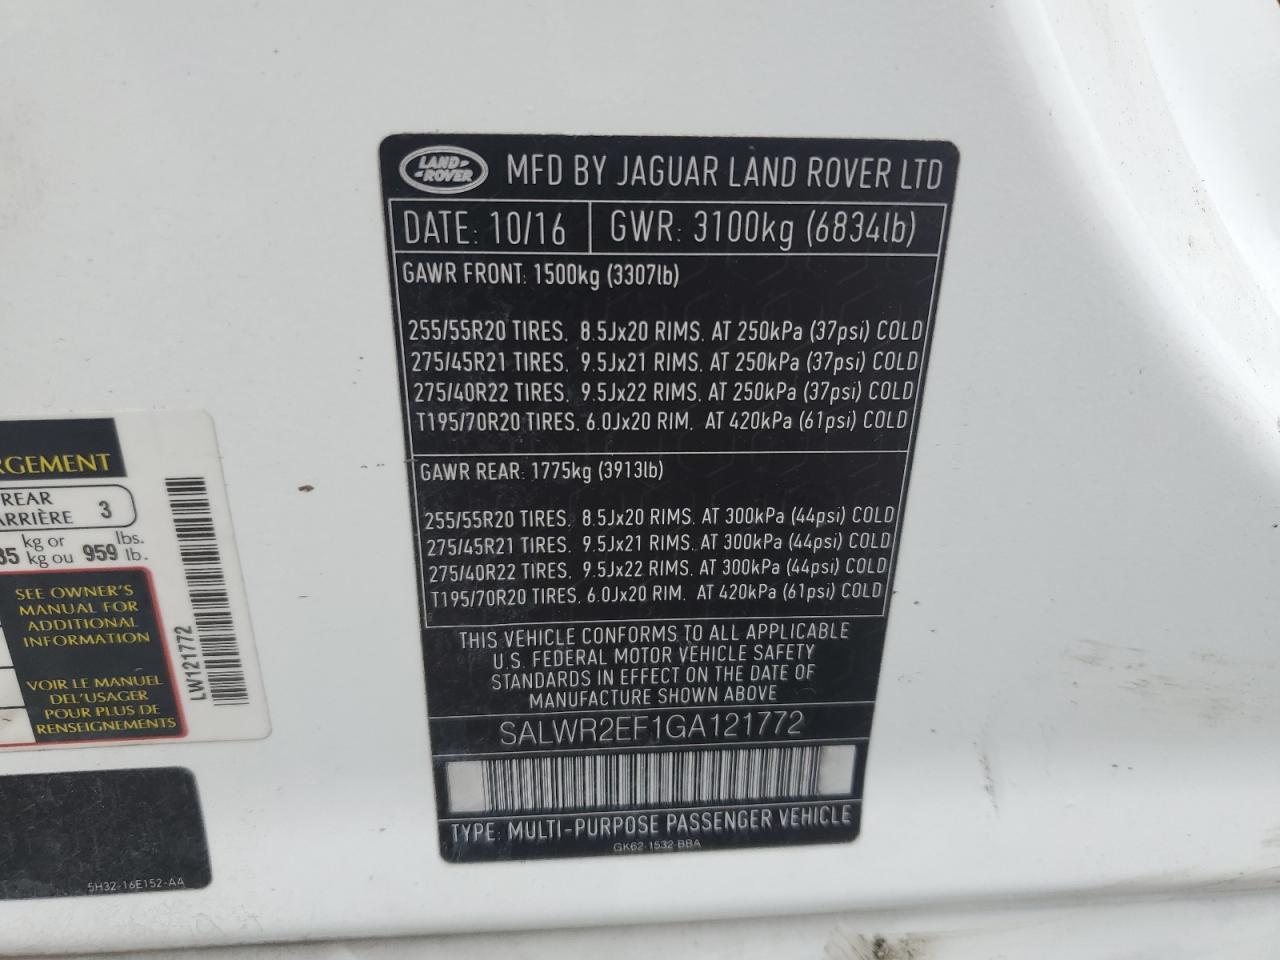 LAND-
ROVER
MFD BY JAGUAR LAND ROVER LTD
DATE: 10/16
GWR: 3100kg (6834lb)
GAWR FRONT: 1500kg (3307lb)
255/55R20 TIRES, 8.5Jx20 RIMS, AT 250kPa (37psi) COLD
275/45R21 TIRES, 9.5Jx21 RIMS, AT 250kPa (37psi) COLD
275/40R22 TIRES, 9.5Jx22 RIMS, AT 250kPa (37psi) COLD
T195/70R20 TIRES, 6.0Jx20 RIM, AT 420kPa (61psi) COLD
GAWR REAR: 1775kg (3913lb)
255/55R20 TIRES, 8.5Jx20 RIMS, AT 300kPa (44psi) COLD
275/45R21 TIRES, 9.5Jx21 RIMS, AT 300kPa (44psi) COLD
275/40R22 TIRES, 9.5Jx22 RIMS, AT 300kPa (44psi) COLD
T195/70R20 TIRES, 6.0Jx20 RIM, AT 420kPa (61psi) COLD
THIS VEHICLE CONFORMS TO ALL APPLICABLE
U.S. FEDERAL MOTOR VEHICLE SAFETY
STANDARDS IN EFFECT ON THE DATE OF
MANUFACTURE SHOWN ABOVE
SALWR2EF1GA121772
TYPE: MULTI-PURPOSE PASSENGER VEHICLE
GK62-1532-BBA
RGEMENT
REAR
ARRIÈRE 3
kg or lbs.
35 kg ou 959 lb.
SEE OWNER'S
MANUAL FOR
ADDITIONAL
INFORMATION
VOIR LE MANUEL
DEL'USAGER
POUR PLUS DE
RENSEIGNMENTS
LW121772
5H32-16E152-AA